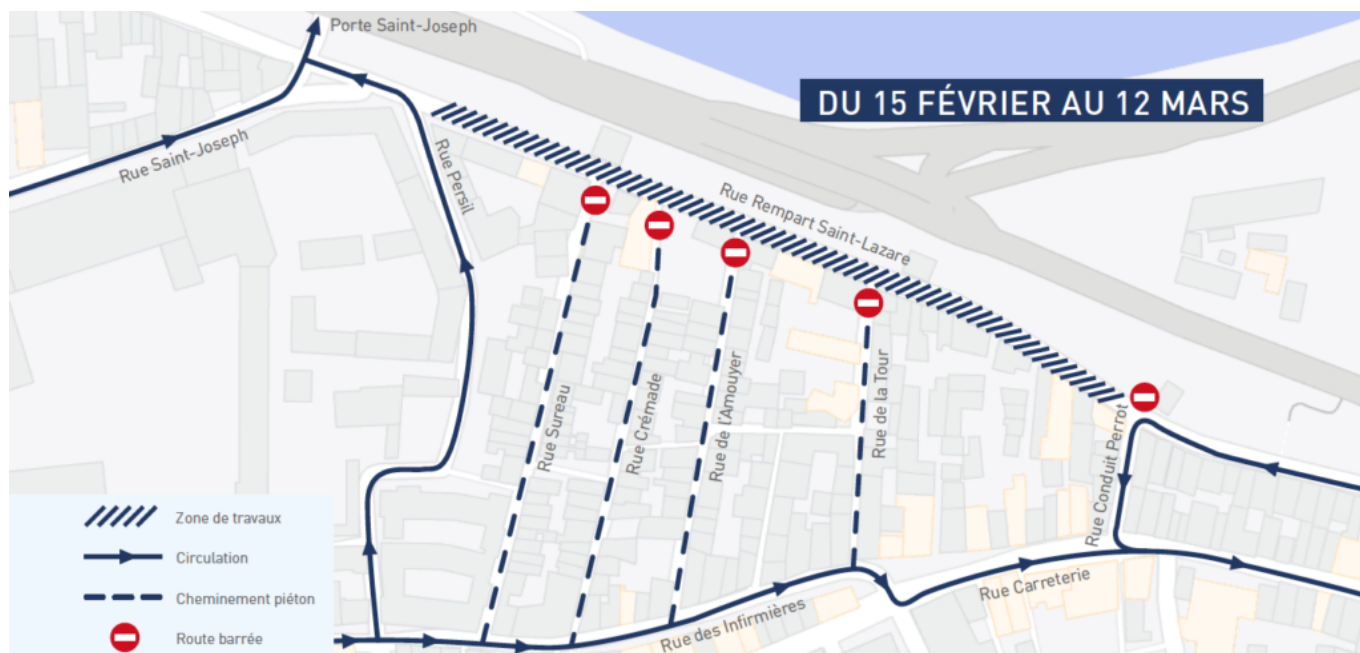 Porte Saint-Joseph
DU 15 FÉVRIER AU 12 MARS
Rue Saint-Joseph
Rue Persil
Rue Rempart Saint-Lazare
Rue Sureau
Rue Crémade
Rue de l'Amouyer
Rue de la Tour
Rue Conduit Perrot
Rue Carreterie
Rue des Infirmières
Zone de travaux
Circulation
Cheminement piéton
Route barrée